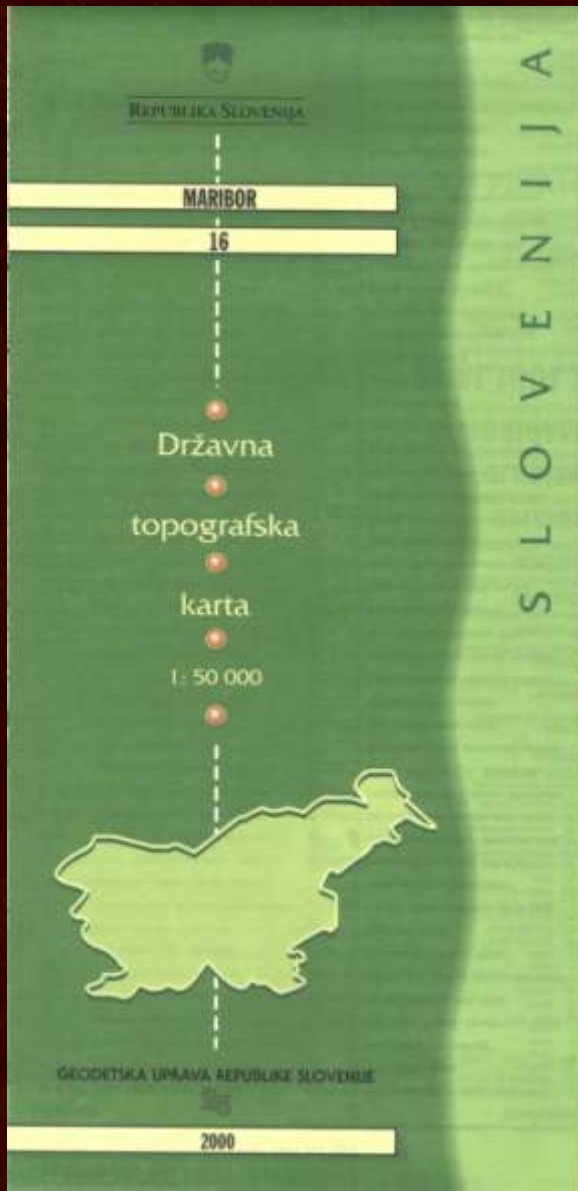 REPUBLIKA SLOVENIJA
MARIBOR
16
Državna
topografska
karta
1: 50 000
GEODETSKA UPRAVA REPUBLIKE SLOVENIJE
2000
SLOVENIJA